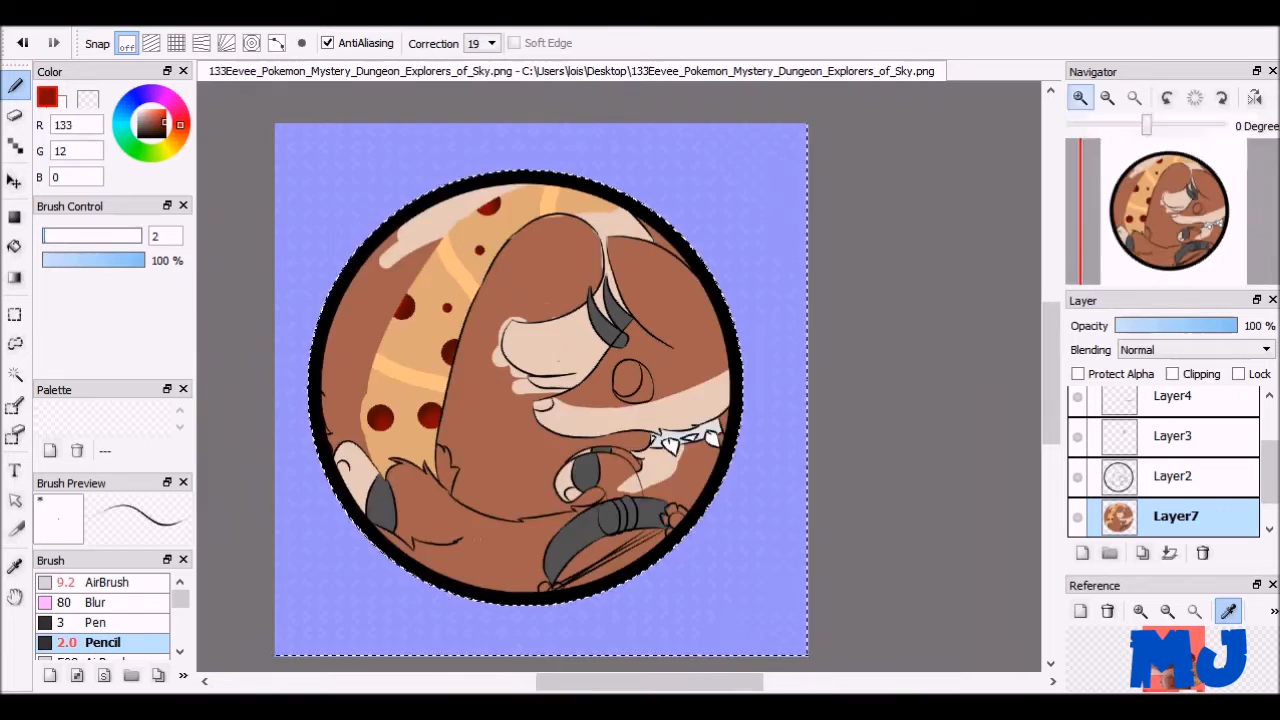 Snap off AntiAliasing Correction 19 Soft Edge
Color
133Eevee_Pokemon_Mystery_Dungeon_Explorers_of_Sky.png - C:\Users\lois\Desktop\133Eevee_Pokemon_Mystery_Dungeon_Explorers_of_Sky.png
Navigator
R 133
G 12
B 0
0 Degree
Brush Control
2
100 %
Layer
Opacity 100 %
Blending Normal
Protect Alpha Clipping Lock
Palette
Layer4
Layer3
Layer2
Layer7
---
Brush Preview
Brush
9.2 AirBrush
80 Blur
3 Pen
2.0 Pencil
Reference
MJ